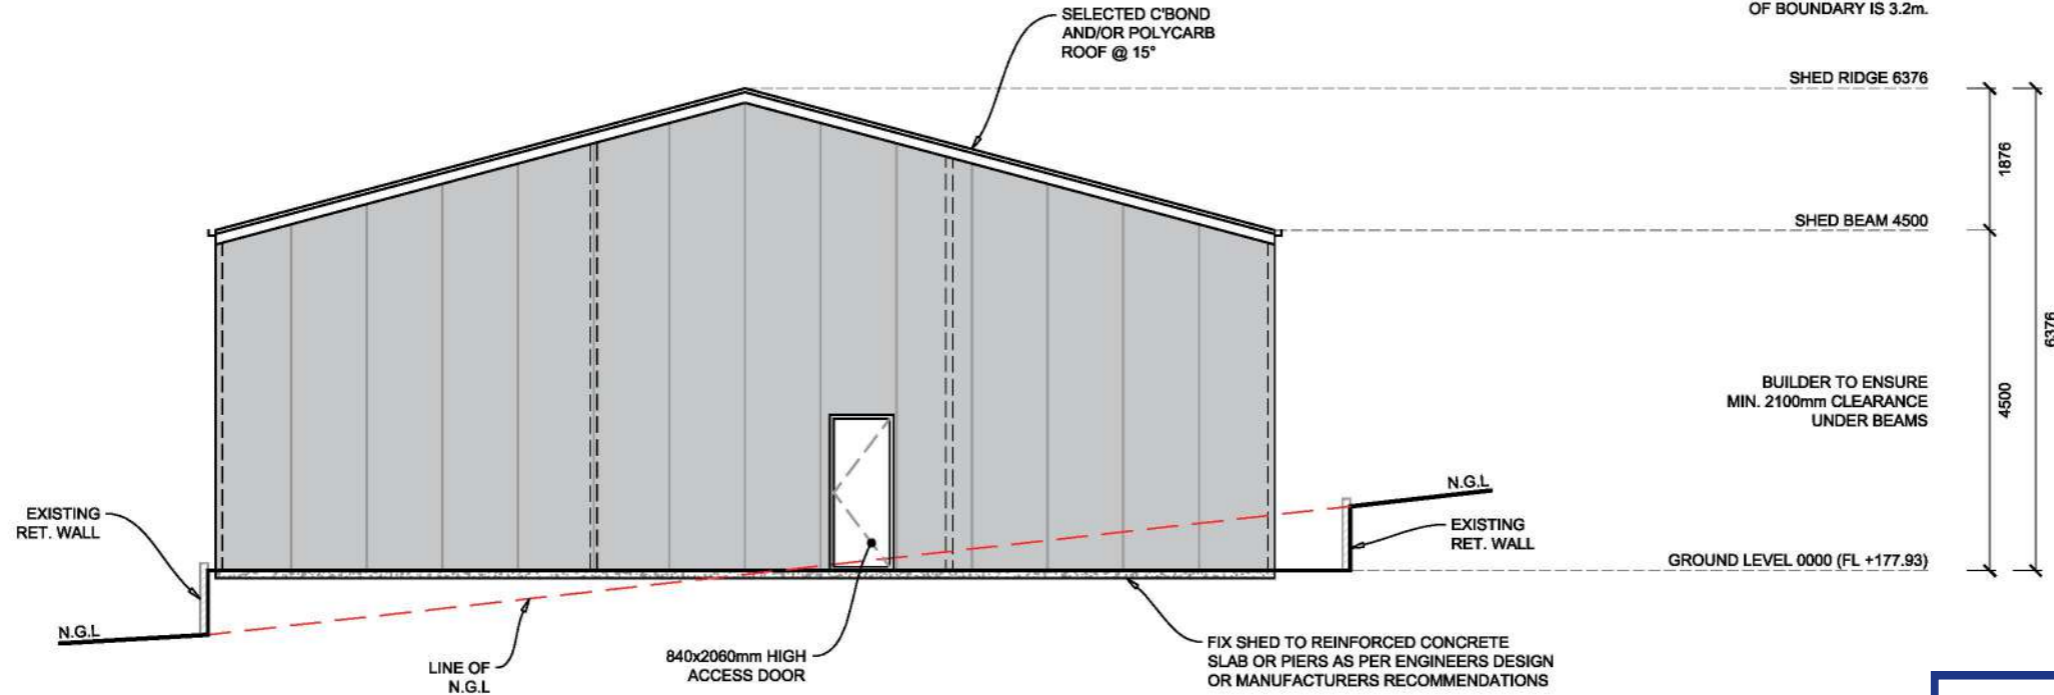 SELECTED C'BOND
AND/OR POLYCARB
ROOF @ 15°
OF BOUNDARY IS 3.2m.
SHED RIDGE 6376
1876
SHED BEAM 4500
6376
4500
BUILDER TO ENSURE
MIN. 2100mm CLEARANCE
UNDER BEAMS
N.G.L
EXISTING
RET. WALL
EXISTING
RET. WALL
GROUND LEVEL 0000 (FL +177.93)
N.G.L
LINE OF
N.G.L
840x2060mm HIGH
ACCESS DOOR
FIX SHED TO REINFORCED CONCRETE
SLAB OR PIERS AS PER ENGINEERS DESIGN
OR MANUFACTURERS RECOMMENDATIONS